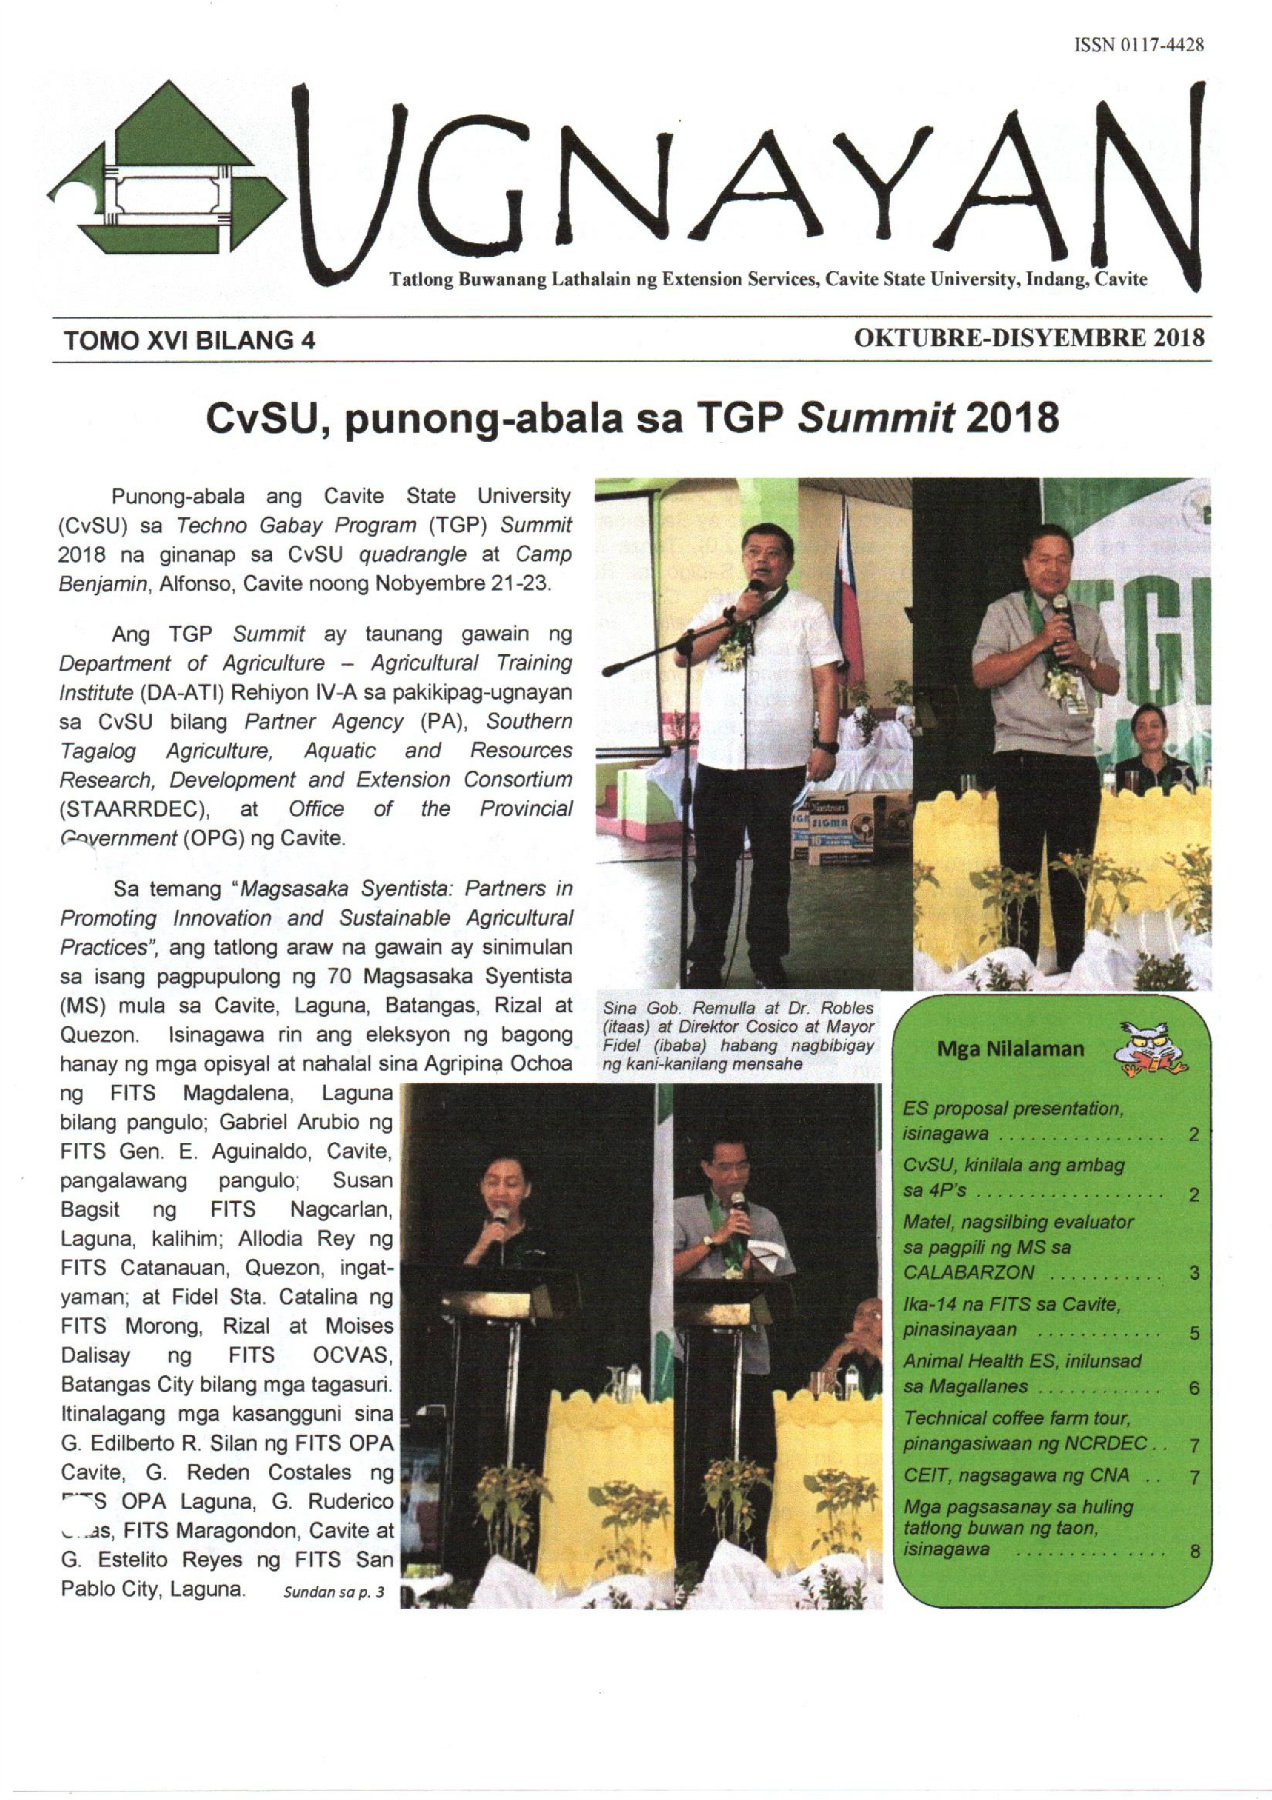 ISSN 0117-4428
UGNAYAN
Tatlong Buwanang Lathalain ng Extension Services, Cavite State University, Indang, Cavite
TOMO XVI BILANG 4
OKTUBRE-DISYEMBRE 2018
CvSU, punong-abala sa TGP Summit 2018
Punong-abala ang Cavite State University
(CvSU) sa Techno Gabay Program (TGP) Summit
2018 na ginanap sa CvSU quadrangle at Camp
Benjamin, Alfonso, Cavite noong Nobyembre 21-23.
Ang TGP Summit ay taunang gawain ng
Department of Agriculture – Agricultural Training
Institute (DA-ATI) Rehiyon IV-A sa pakikipag-ugnayan
sa CvSU bilang Partner Agency (PA), Southern
Tagalog Agriculture, Aquatic and Resources
Research, Development and Extension Consortium
(STAARRDEC), at Office of the Provincial
Government (OPG) ng Cavite.
Sa temang “Magsasaka Syentista: Partners in
Promoting Innovation and Sustainable Agricultural
Practices”, ang tatlong araw na gawain ay sinimulan
sa isang pagpupulong ng 70 Magsasaka Syentista
(MS) mula sa Cavite, Laguna, Batangas, Rizal at
Quezon. Isinagawa rin ang eleksyon ng bagong
hanay ng mga opisyal at nahalal sina Agripina Ochoa
ng FITS Magdalena, Laguna
bilang pangulo; Gabriel Arubio ng
FITS Gen. E. Aguinaldo, Cavite,
pangalawang pangulo; Susan
Bagsit ng FITS Nagcarlan,
Laguna, kalihim; Allodia Rey ng
FITS Catanauan, Quezon, ingat-
yaman; at Fidel Sta. Catalina ng
FITS Morong, Rizal at Moises
Dalisay ng FITS OCVAS,
Batangas City bilang mga tagasuri.
Itinalagang mga kasangguni sina
G. Edilberto R. Silan ng FITS OPA
Cavite, G. Reden Costales ng
FITS OPA Laguna, G. Ruderico
as, FITS Maragondon, Cavite at
G. Estelito Reyes ng FITS San
Pablo City, Laguna. Sundan sa p. 3
TGP
SIGMA
Sina Gob. Remulla at Dr. Robles
(itaas) at Direktor Cosico at Mayor
Fidel (ibaba) habang nagbibigay
ng kani-kanilang mensahe
Mga Nilalaman
ES proposal presentation,
isinagawa . . . . . . . . . . . . . . . . 2
CvSU, kinilala ang ambag
sa 4P's . . . . . . . . . . . . . . . . . . 2
Matel, nagsilbing evaluator
sa pagpili ng MS sa
CALABARZON . . . . . . . . . . . 3
Ika-14 na FITS sa Cavite,
pinasinayaan . . . . . . . . . . . . 5
Animal Health ES, inilunsad
sa Magallanes . . . . . . . . . . . . 6
Technical coffee farm tour,
pinangasiwaan ng NCRDEC . . 7
CEIT, nagsagawa ng CNA . . 7
Mga pagsasanay sa huling
tatlong buwan ng taon,
isinagawa . . . . . . . . . . . . . . 8